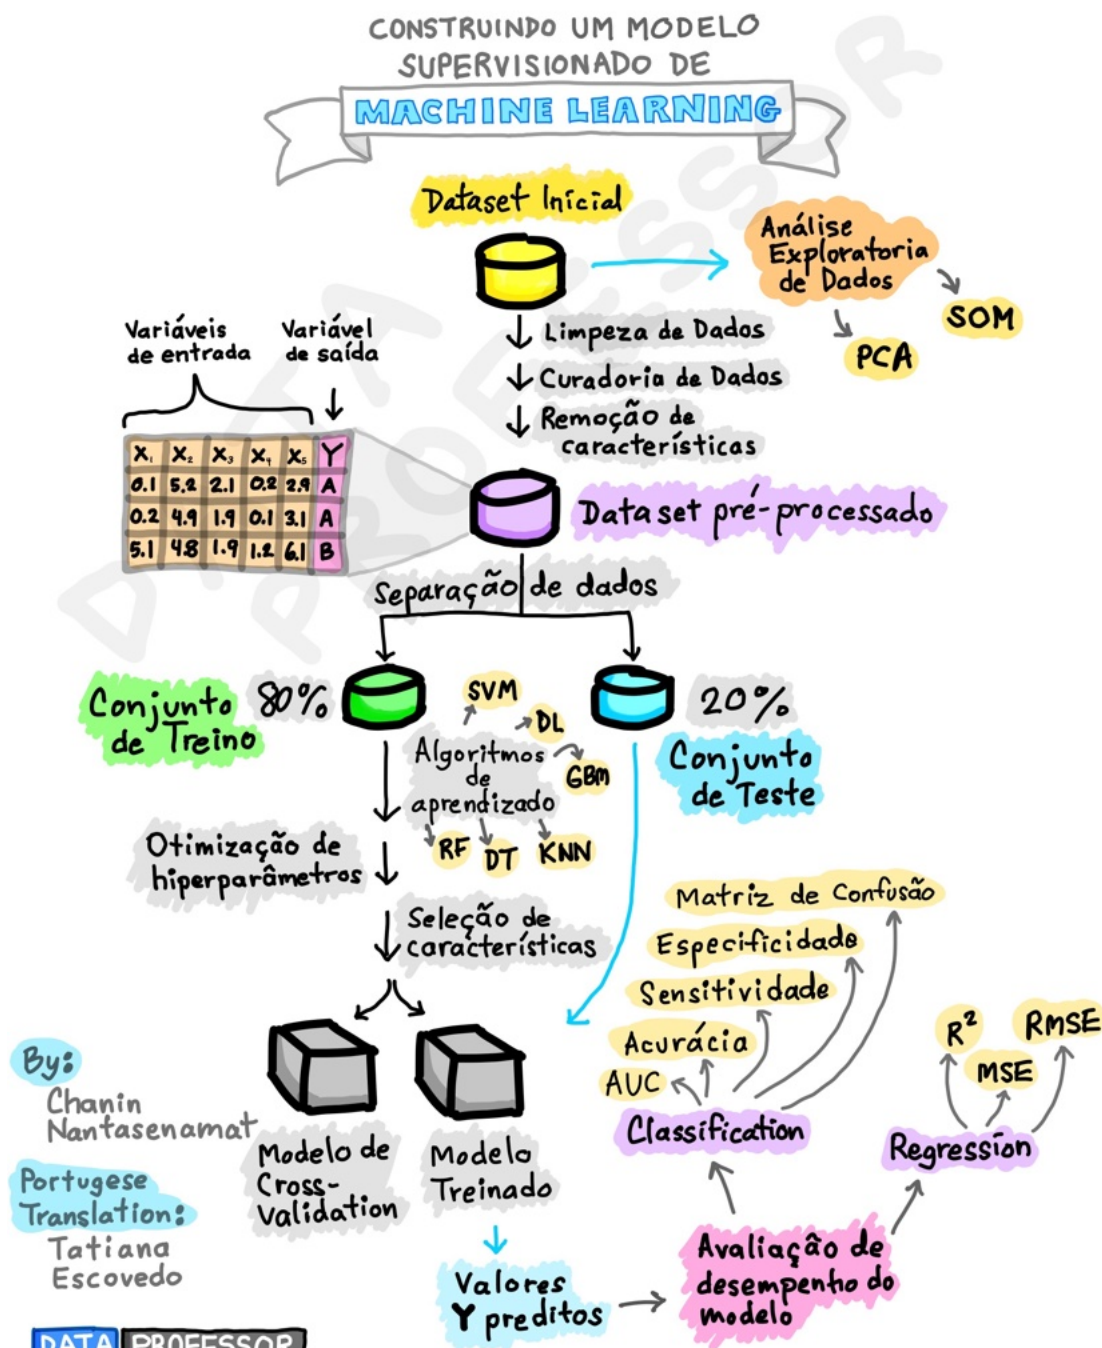 CONSTRUINDO UM MODELO
SUPERVISIONADO DE
MACHINE LEARNING
Dataset Inicial
Análise
Exploratoria
de Dados
SOM
PCA
Limpeza de Dados
Curadoria de Dados
Remoção de
características
Variáveis
de entrada
Variável
de saída
X₁ X₂ X₃ X₄ X₅ Y
0.1 5.2 2.1 0.2 2.9 A
0.2 4.9 1.9 0.1 3.1 A
5.1 4.8 1.9 1.2 6.1 B
Dataset pré-processado
Separação de dados
Conjunto
de Treino
80%
20%
Conjunto
de Teste
SVM
DL
Algoritmos
de
aprendizado
GBM
RF
DT
KNN
Otimização de
hiperparâmetros
Seleção de
características
Matriz de Confusão
Especificidade
Sensitividade
Acurácia
AUC
Classification
R²
MSE
RMSE
Regression
Modelo de
Cross-
Validation
Modelo
Treinado
Valores
Y preditos
Avaliação de
desempenho do
modelo
By:
Chanin
Nantasenamat
Portugese
Translation:
Tatiana
Escovedo
DATA PROFESSOR
DATA
PROFESSOR